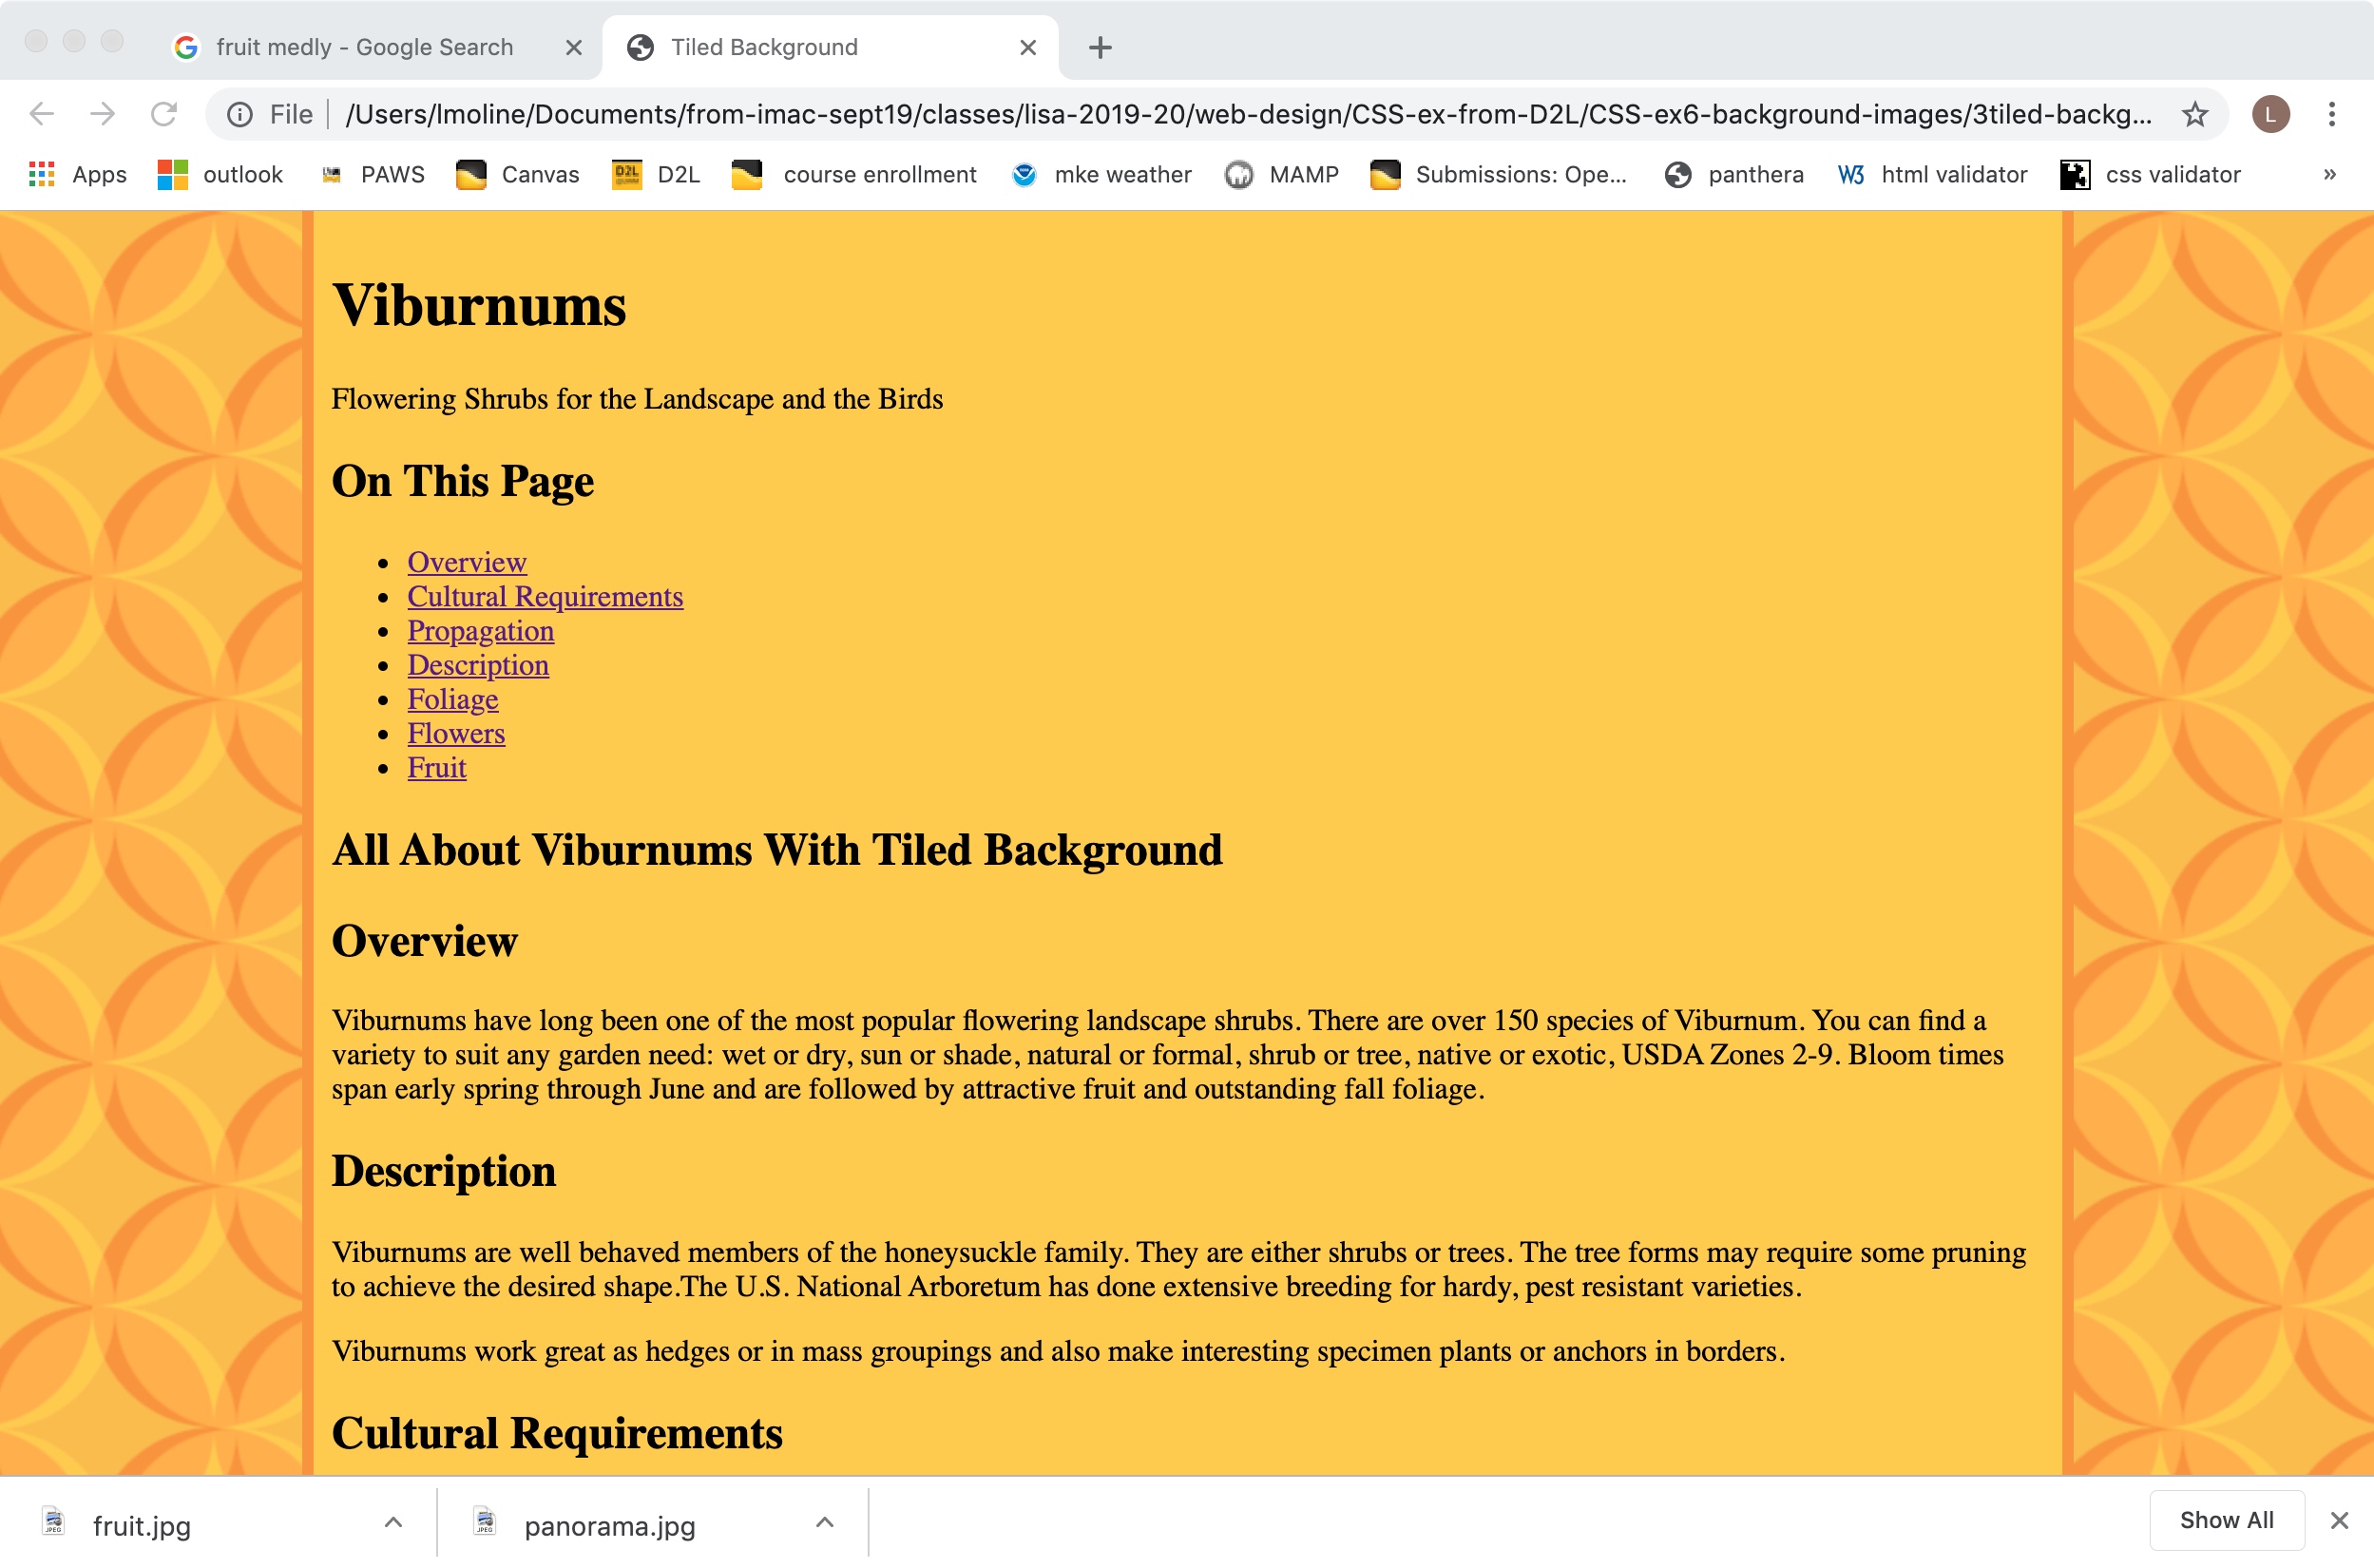 fruit medly - Google Search
Tiled Background
File /Users/lmoline/Documents/from-imac-sept19/classes/lisa-2019-20/web-design/CSS-ex-from-D2L/CSS-ex6-background-images/3tiled-backg...
L
Apps outlook PAWS Canvas D2L course enrollment mke weather MAMP Submissions: Ope... panthera W3 html validator css validator »
Viburnums
Flowering Shrubs for the Landscape and the Birds
On This Page
• Overview
• Cultural Requirements
• Propagation
• Description
• Foliage
• Flowers
• Fruit
All About Viburnums With Tiled Background
Overview
Viburnums have long been one of the most popular flowering landscape shrubs. There are over 150 species of Viburnum. You can find a
variety to suit any garden need: wet or dry, sun or shade, natural or formal, shrub or tree, native or exotic, USDA Zones 2-9. Bloom times
span early spring through June and are followed by attractive fruit and outstanding fall foliage.
Description
Viburnums are well behaved members of the honeysuckle family. They are either shrubs or trees. The tree forms may require some pruning
to achieve the desired shape.The U.S. National Arboretum has done extensive breeding for hardy, pest resistant varieties.
Viburnums work great as hedges or in mass groupings and also make interesting specimen plants or anchors in borders.
Cultural Requirements
fruit.jpg
panorama.jpg
Show All